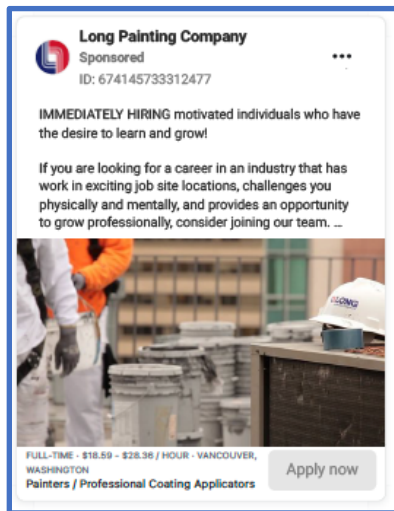 Long Painting Company
Sponsored
ID: 674145733312477
IMMEDIATELY HIRING motivated individuals who have
the desire to learn and grow!
If you are looking for a career in an industry that has
work in exciting job site locations, challenges you
physically and mentally, and provides an opportunity
to grow professionally, consider joining our team. ...
LONG
FULL-TIME - $18.59 - $28.36 / HOUR - VANCOUVER,
WASHINGTON
Painters / Professional Coating Applicators
Apply now